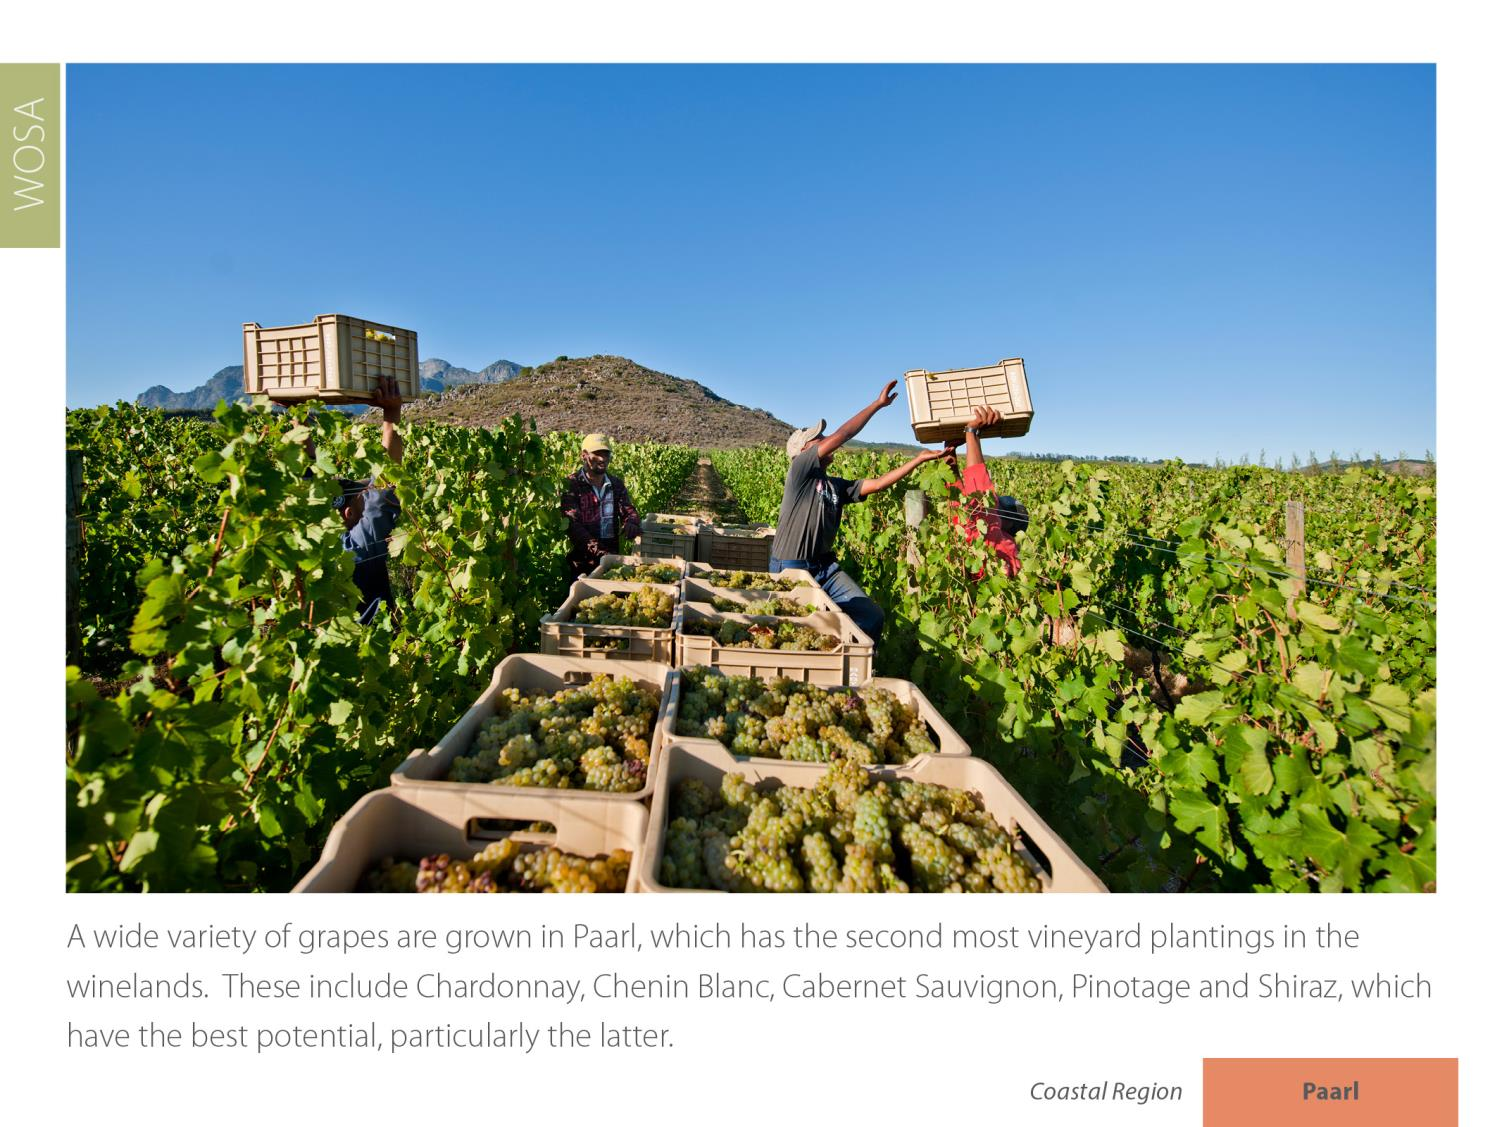 WOSA
A wide variety of grapes are grown in Paarl, which has the second most vineyard plantings in the
winelands.  These include Chardonnay, Chenin Blanc, Cabernet Sauvignon, Pinotage and Shiraz, which
have the best potential, particularly the latter.
Coastal Region
Paarl